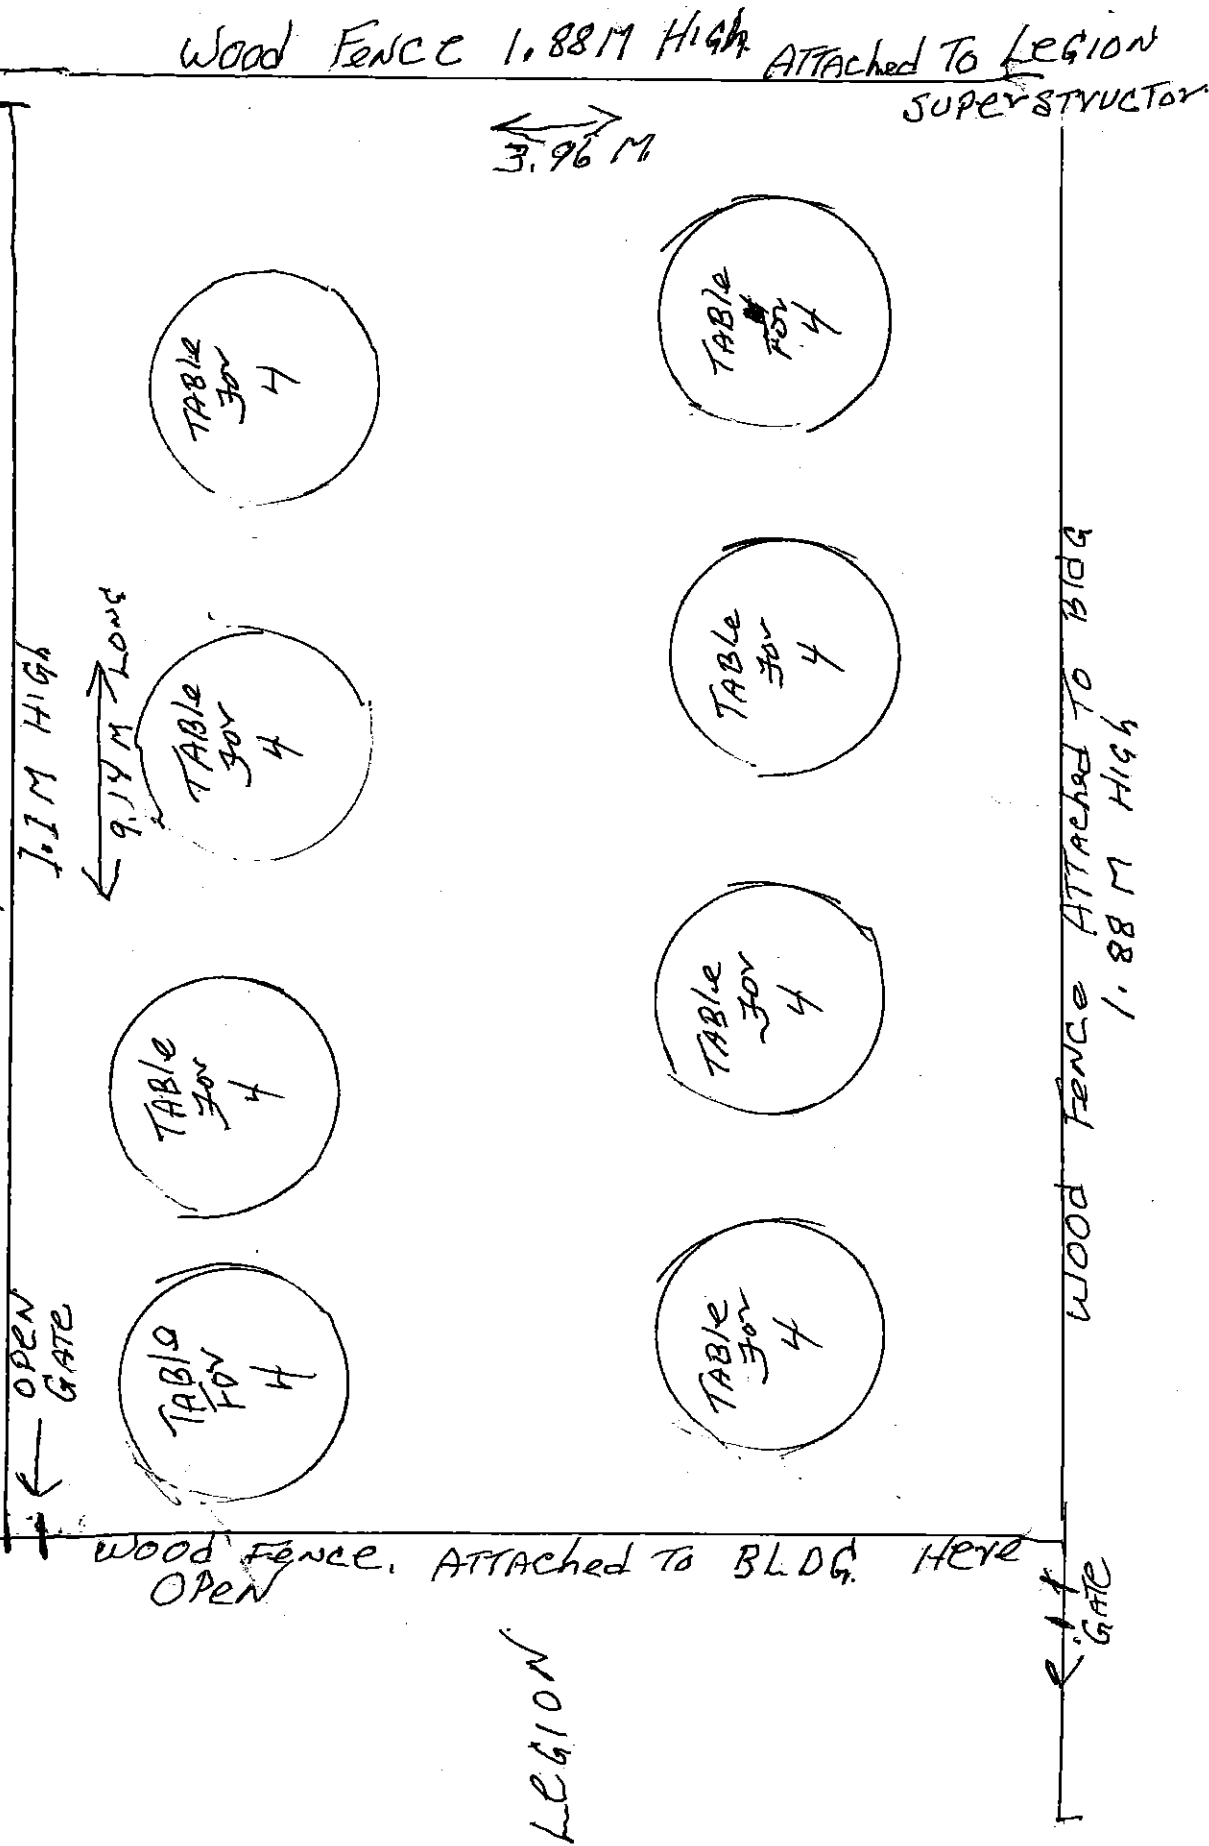 Wood Fence 1.88M High
ATTAched To LeGioN
SUPerSTrUcTor
3.96 M
TABle
For
4
TABle
For
4
TABle
For
4
TABle
For
4
TABle
For
4
TABle
For
4
TABle
For
4
TABle
For
4
1.1 M HIGh
9.14 M LONG
OPeN
GATe
Wood Fence ATTAched To BldG
1.88 M HIGh
Wood Fence. ATTAched To BLDG. Here
OPeN
GATe
LeGIoN